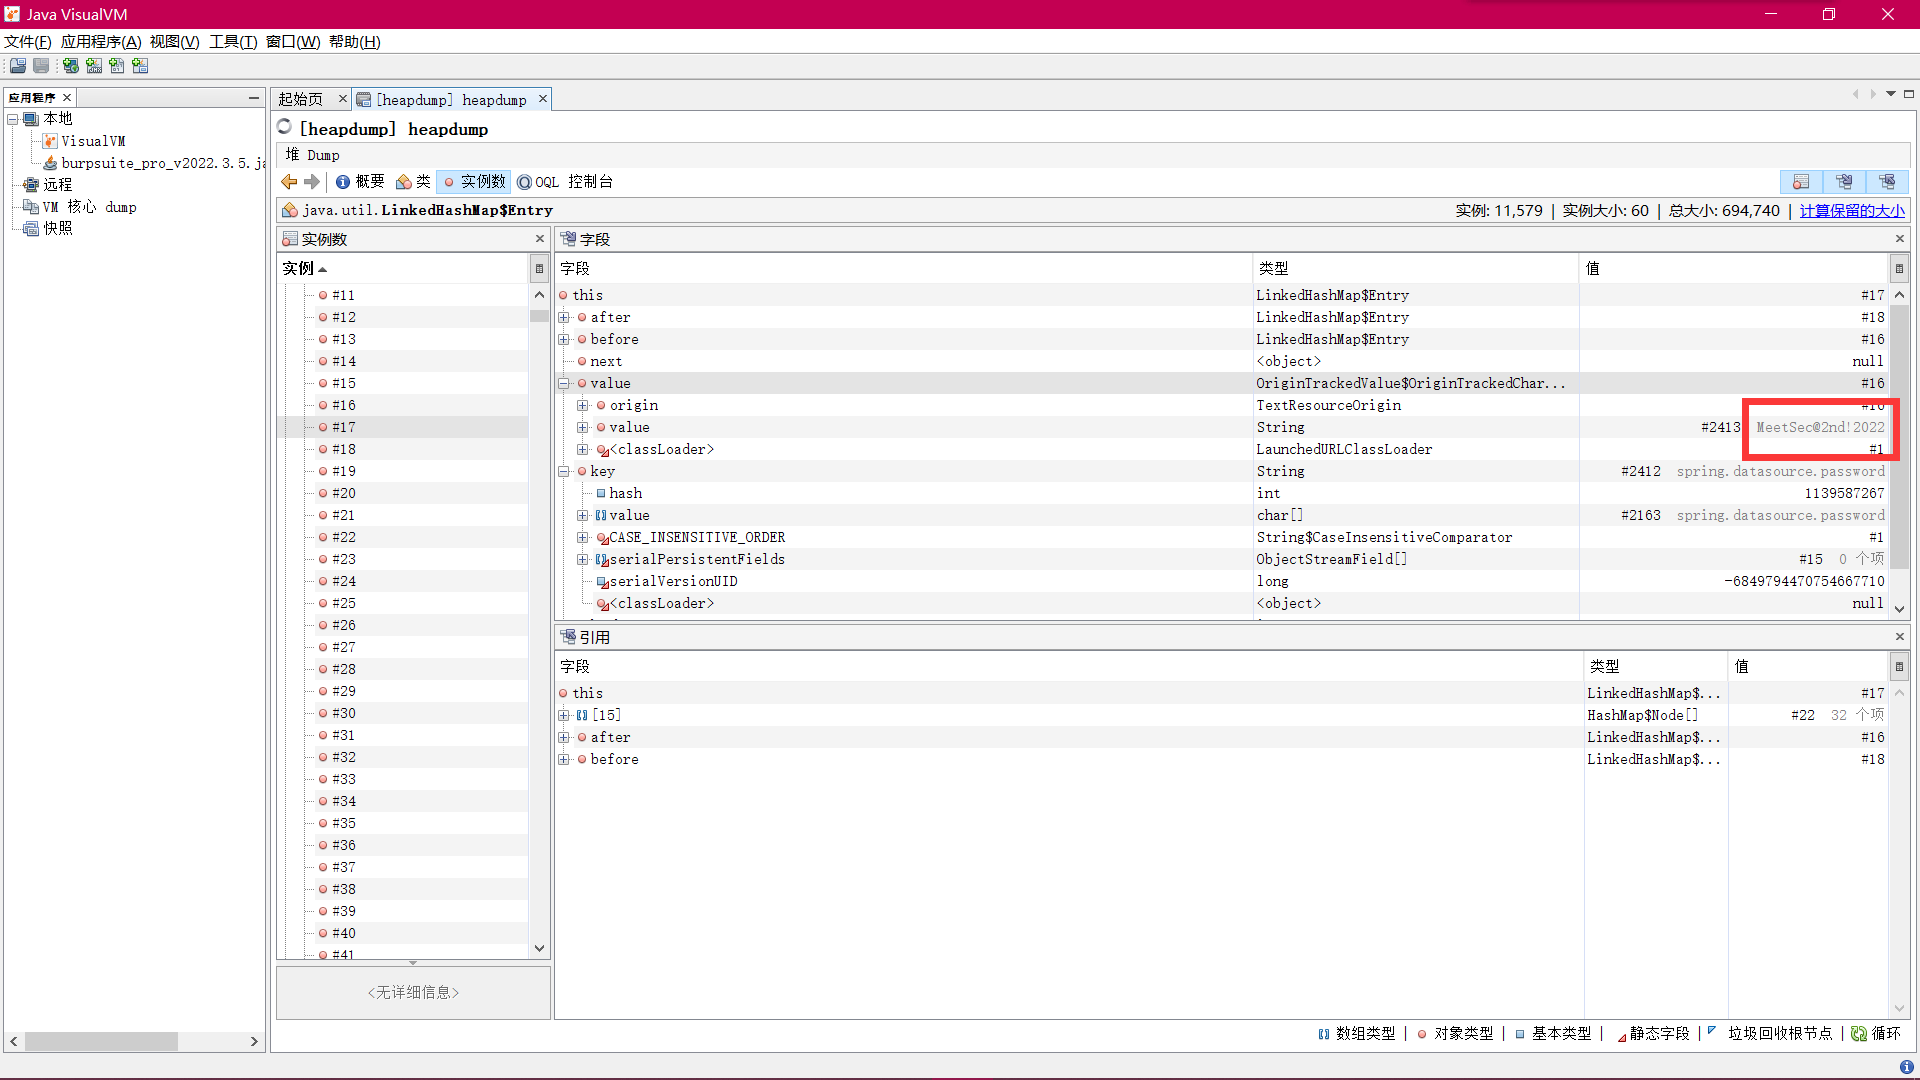 Java VisualVM
文件(F) 应用程序(A) 视图(V) 工具(T) 窗口(W) 帮助(H)
应用程序
本地
VisualVM
burpsuite_pro_v2022.3.5.ja
远程
VM 核心 dump
快照
起始页 [heapdump] heapdump
[heapdump] heapdump
堆 Dump
概要 类 实例数 OQL 控制台
java.util.LinkedHashMap$Entry 实例: 11,579 | 实例大小: 60 | 总大小: 694,740 | 计算保留的大小
实例数
实例
#11
#12
#13
#14
#15
#16
#17
#18
#19
#20
#21
#22
#23
#24
#25
#26
#27
#28
#29
#30
#31
#32
#33
#34
#35
#36
#37
#38
#39
#40
#41
<无详细信息>
字段
字段 类型 值
this LinkedHashMap$Entry #17
after LinkedHashMap$Entry #18
before LinkedHashMap$Entry #16
next <object> null
value OriginTrackedValue$OriginTrackedChar... #16
origin TextResourceOrigin #16
value String #2413 MeetSec@2nd!2022
<classLoader> LaunchedURLClassLoader #1
key String #2412 spring.datasource.password
hash int 1139587267
value char[] #2163 spring.datasource.password
CASE_INSENSITIVE_ORDER String$CaseInsensitiveComparator #1
serialPersistentFields ObjectStreamField[] #15 0 个项
serialVersionUID long -6849794470754667710
<classLoader> <object> null
引用
字段 类型 值
this LinkedHashMap$... #17
[15] HashMap$Node[] #22 32 个项
after LinkedHashMap$... #16
before LinkedHashMap$... #18
数组类型 | 对象类型 | 基本类型 | 静态字段 | 垃圾回收根节点 | 循环